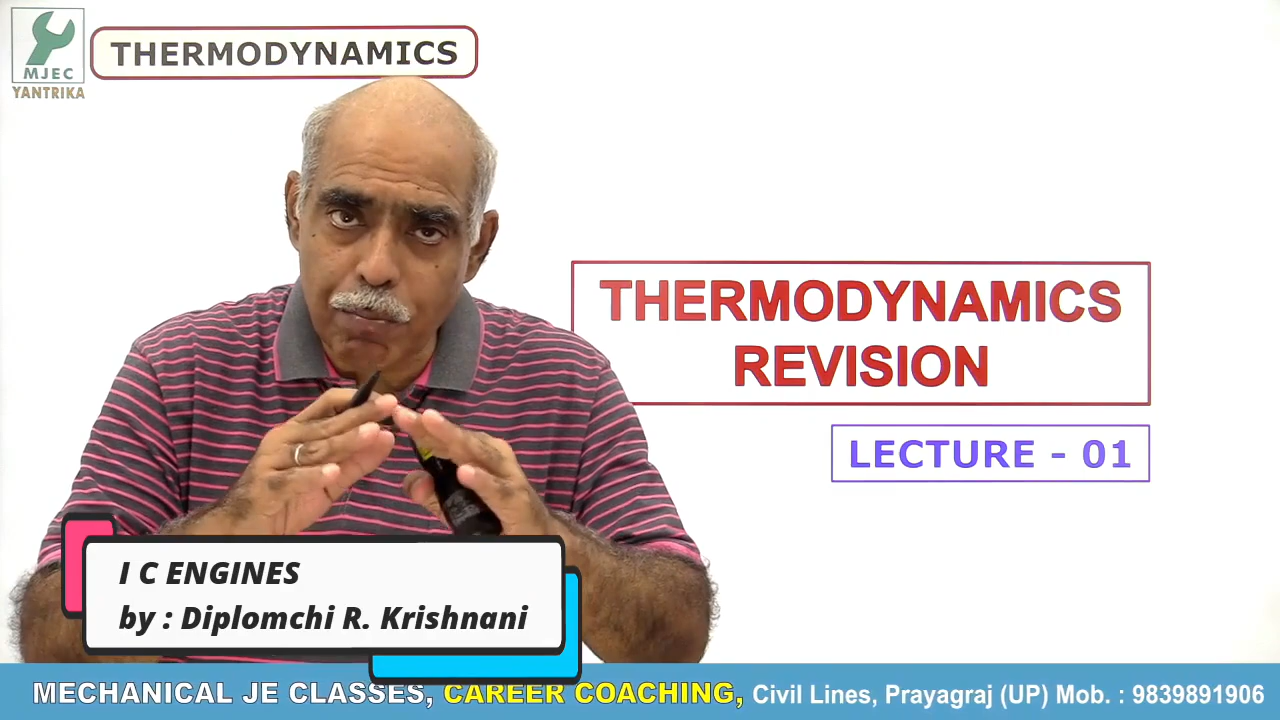 MJEC
YANTRIKA
THERMODYNAMICS
THERMODYNAMICS
REVISION
LECTURE - 01
I C ENGINES
by : Diplomchi R. Krishnani
MECHANICAL JE CLASSES, CAREER COACHING, Civil Lines, Prayagraj (UP) Mob. : 9839891906